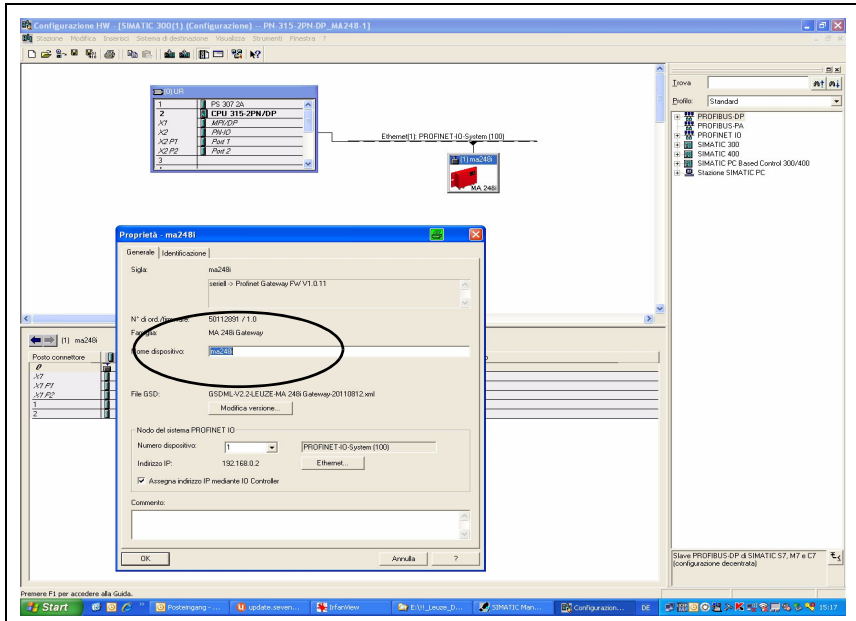 Configurazione HW - [SIMATIC 300(1) (Configurazione) -- PN-315-2PN-DP_MA248-1]
Stazione Modifica Inserisci Sistema di destinazione Visualizza Strumenti Finestra ?
(0) UR
1 PS 307 2A
2 CPU 315-2PN/DP
X1 MPI/DP
X2 PN-IO
X2 P1 Port 1
X2 P2 Port 2
3
Ethernet(1): PROFINET-IO-System (100)
(1) ma248i
MA 248i
Trova
Profilo: Standard
PROFIBUS-DP
PROFIBUS-PA
PROFINET IO
SIMATIC 300
SIMATIC 400
SIMATIC PC Based Control 300/400
Stazione SIMATIC PC
Proprietà - ma248i
Generale Identificazione
Sigla: ma248i
seriell -> Profinet Gateway FW V1.0.11
N° di ord./firmware: 50112891 / 1.0
Famiglia: MA 248i Gateway
Nome dispositivo: ma248i
File GSD: GSDML-V2.2-LEUZE-MA 248i Gateway-20110812.xml
Modifica versione...
Nodo del sistema PROFINET IO
Numero dispositivo: 1 PROFINET-IO-System (100)
Indirizzo IP: 192.168.0.2 Ethernet...
Assegna indirizzo IP mediante IO Controller
Commento:
OK Annulla ?
(1) ma248i
Posto connettore
0
X1
X1 P1
X1 P2
1
2
Slave PROFIBUS-DP di SIMATIC S7, M7 e C7
(configurazione decentrata)
Premere F1 per accedere alla Guida.
Start Posteingang - ... update.seven... IrfanView E:\!!_Leuze_D... SIMATIC Man... Configurazion... DE 15:17